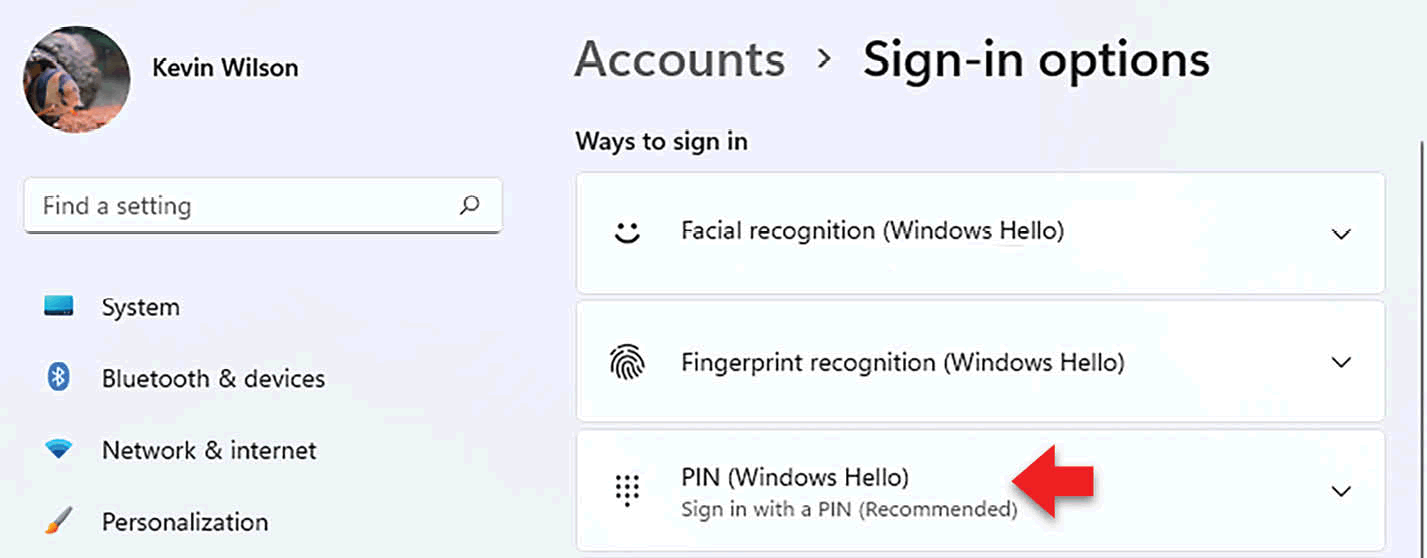 Kevin Wilson
Find a setting
System
Bluetooth & devices
Network & internet
Personalization
Accounts > Sign-in options
Ways to sign in
Facial recognition (Windows Hello)
Fingerprint recognition (Windows Hello)
PIN (Windows Hello)
Sign in with a PIN (Recommended)